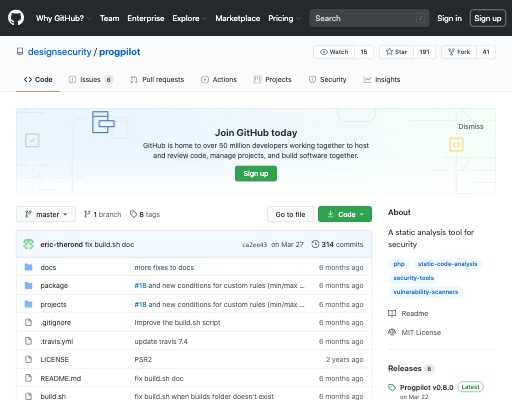 Why GitHub? Team Enterprise Explore Marketplace Pricing Search / Sign in Sign up
designsecurity / progpilot Watch 15 Star 191 Fork 41
Code Issues 6 Pull requests Actions Projects Security Insights
Dismiss
Join GitHub today
GitHub is home to over 50 million developers working together to host
and review code, manage projects, and build software together.
Sign up
master 1 branch 8 tags Go to file Code
eric-therond fix build.sh doc ca2ee43 on Mar 27 314 commits
docs more fixes to docs 6 months ago
package #18 and new conditions for custom rules (min/max ... 6 months ago
projects #18 and new conditions for custom rules (min/max ... 6 months ago
.gitignore Improve the build.sh script 6 months ago
.travis.yml update travis 7.4 6 months ago
LICENSE PSR2 2 years ago
README.md fix build.sh doc 6 months ago
build.sh fix build.sh when builds folder doesn't exist 6 months ago
About
A static analysis tool for
security
php static-code-analysis
security-tools
vulnerability-scanners
Readme
MIT License
Releases 8
Progpilot v0.8.0 Latest
on Mar 22